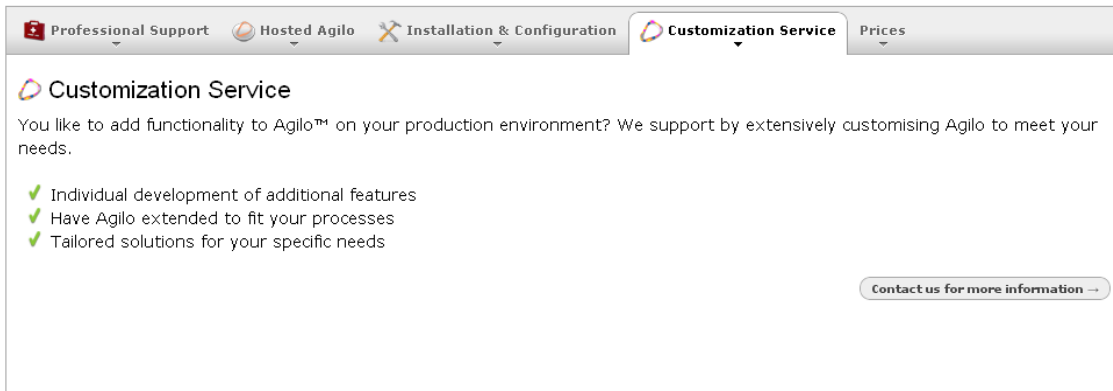 Professional Support Hosted Agilo Installation & Configuration Customization Service Prices
Customization Service
You like to add functionality to Agilo™ on your production environment? We support by extensively customising Agilo to meet your
needs.
Individual development of additional features
Have Agilo extended to fit your processes
Tailored solutions for your specific needs
Contact us for more information →